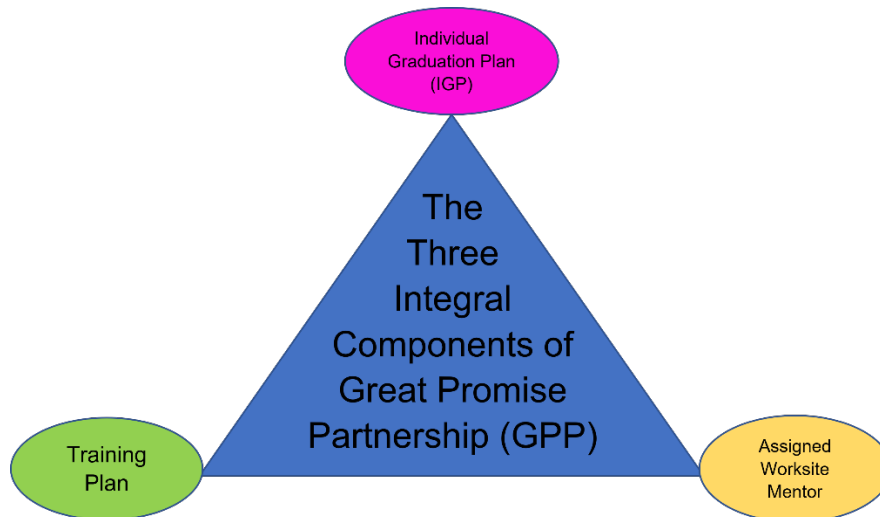 Individual
Graduation Plan
(IGP)
The
Three
Integral
Components of
Great Promise
Partnership (GPP)
Training
Plan
Assigned
Worksite
Mentor